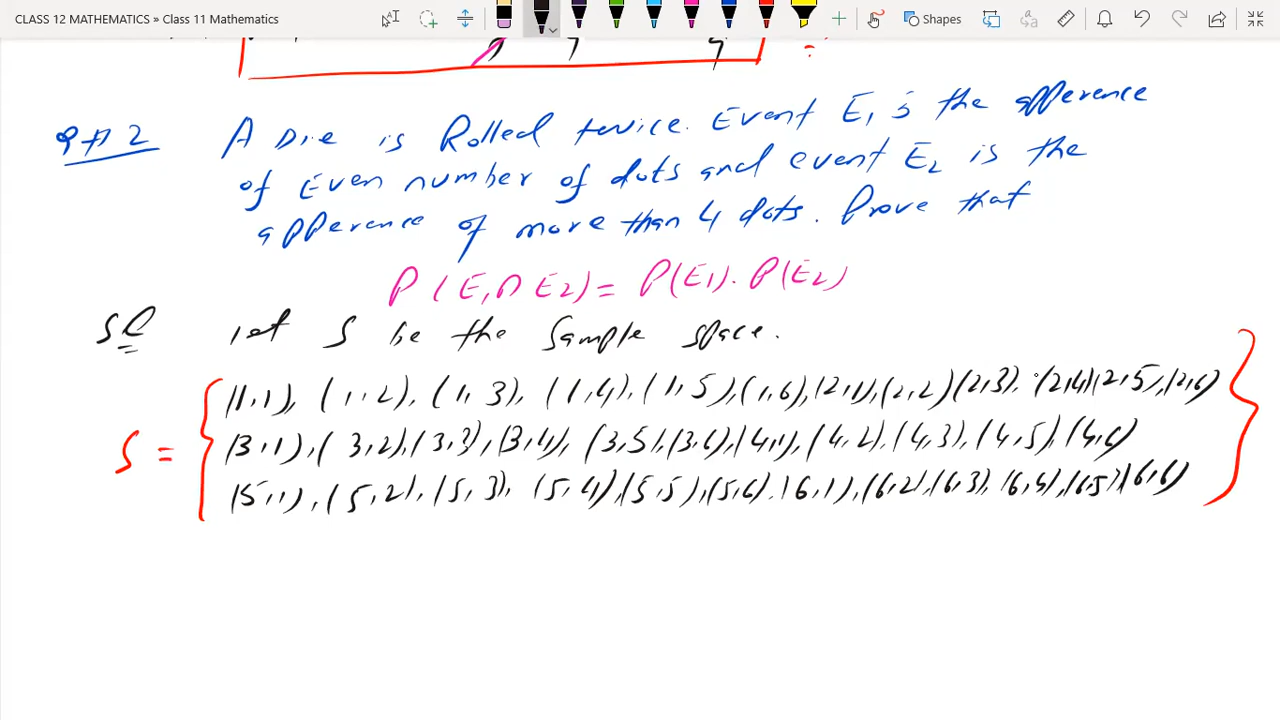 CLASS 12 MATHEMATICS » Class 11 Mathematics
Shapes
Q#2 A Die is Rolled twice. Event E1 is the apperence
of Even number of dots and event E2 is the
apperence of more than 4 dots. Prove that
P(E1∩E2) = P(E1). P(E2)
Sol let S be the Sample space.
S = { (1,1), (1,2), (1,3), (1,4), (1,5), (1,6), (2,1), (2,2) (2,3), (2,4) (2,5), (2,6)
(3,1), (3,2), (3,3), (3,4), (3,5), (3,6), (4,1), (4,2), (4,3), (4,5), (4,6)
(5,1), (5,2), (5,3), (5,4), (5,5), (5,6), (6,1), (6,2), (6,3), (6,4), (6,5), (6,6) }